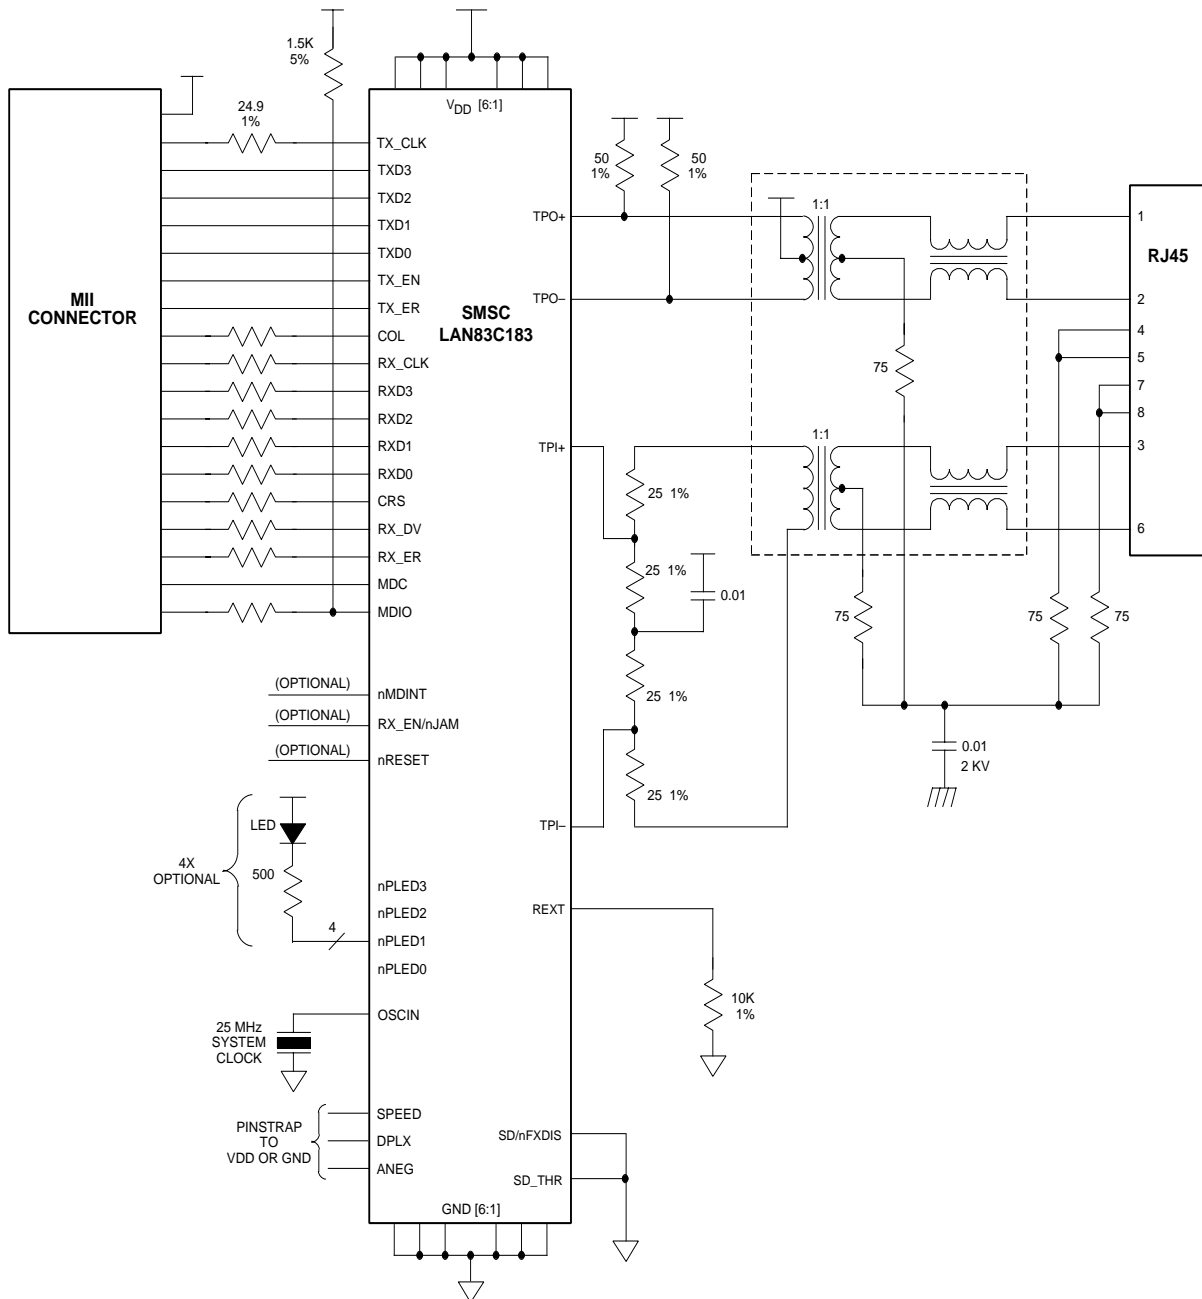 1.5K
5%
V_DD [6:1]
24.9
1%
MII
CONNECTOR
SMSC
LAN83C183
TX_CLK
TXD3
TXD2
TXD1
TXD0
TX_EN
TX_ER
COL
RX_CLK
RXD3
RXD2
RXD1
RXD0
CRS
RX_DV
RX_ER
MDC
MDIO
(OPTIONAL)
nMDINT
(OPTIONAL)
RX_EN/nJAM
(OPTIONAL)
nRESET
LED
4X
OPTIONAL
500
4
nPLED3
nPLED2
nPLED1
nPLED0
25 MHz
SYSTEM
CLOCK
OSCIN
PINSTRAP
TO
VDD OR GND
SPEED
DPLX
ANEG
GND [6:1]
TPO+
TPO–
TPI+
TPI–
REXT
SD/nFXDIS
SD_THR
50
1%
50
1%
1:1
75
1:1
25 1%
25 1%
0.01
25 1%
25 1%
75
75
75
0.01
2 KV
10K
1%
RJ45
1
2
4
5
7
8
3
6